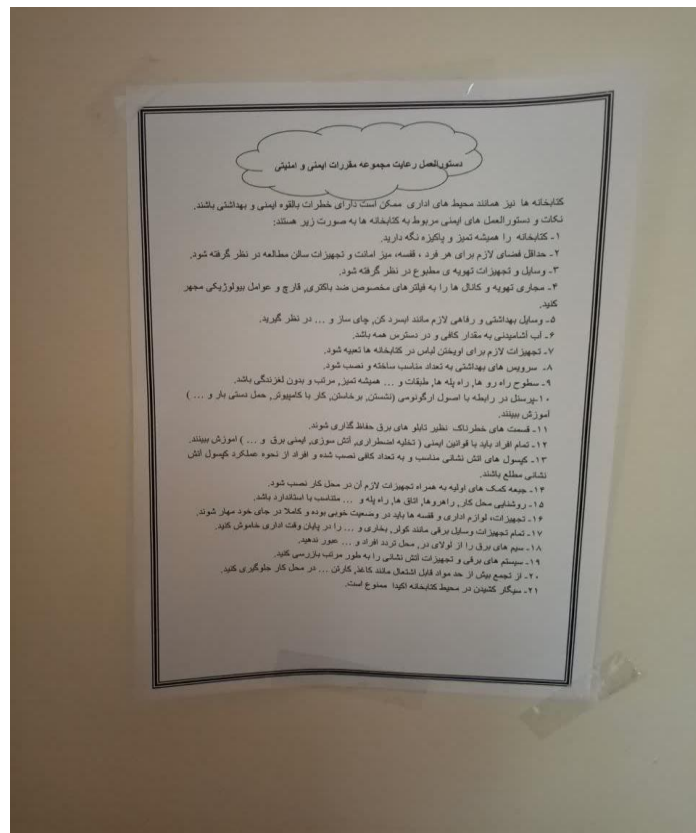 دستورالعمل رعایت مجموعه مقررات ایمنی و امنیتی
کتابخانه ها نیز همانند محیط های اداری ممکن است دارای خطرات بالقوه ایمنی و بهداشتی باشند.
نکات و دستورالعمل های ایمنی مربوط به کتابخانه ها به صورت زیر هستند:
۱- کتابخانه را همیشه تمیز و پاکیزه نگه دارید.
۲- حداقل فضای لازم برای هر فرد ، قفسه، میز امانت و تجهیزات سالن مطالعه در نظر گرفته شود.
۳- وسایل و تجهیزات تهویه ی مطبوع در نظر گرفته شود.
۴- مجاری تهویه و کانال ها را به فیلترهای مخصوص ضد باکتری, قارچ و عوامل بیولوژیکی مجهز
کنید.
۵- وسایل بهداشتی و رفاهی لازم مانند ابسرد کن, چای ساز و ... در نظر گیرید.
۶- آب آشامیدنی به مقدار کافی و در دسترس همه باشد.
۷- تجهیزات لازم برای اویختن لباس در کتابخانه ها تعبیه شود.
۸- سرویس های بهداشتی به تعداد مناسب ساخته و نصب شود.
۹- سطوح راه رو ها, راه پله ها, طبقات و ... همیشه تمیز, مرتب و بدون لغزندگی باشد.
۱۰-پرسنل در رابطه با اصول ارگونومی (نشستن, برخاستن, کار با کامپیوتر, حمل دستی بار و ... )
آموزش ببینند.
۱۱- قسمت های خطرناک نظیر تابلو های برق حفاظ گذاری شوند.
۱۲- تمام افراد باید با قوانین ایمنی ( تخلیه اضطراری, آتش سوزی, ایمنی برق و ... ) اموزش ببینند.
۱۳- کپسول های اتش نشانی مناسب و به تعداد کافی نصب شده و افراد از نحوه عملکرد کپسول آتش
نشانی مطلع باشند.
۱۴- جبعه کمک های اولیه به همراه تجهیزات لازم آن در محل کار نصب شود.
۱۵- روشنایی محل کار, راهروها, اتاق ها, راه پله و ... متناسب با استاندارد باشد.
۱۶- تجهیزات، لوازم اداری و قفسه ها باید در وضعیت خوبی بوده و کاملا در جای خود مهار شوند.
۱۷- تمام تجهیزات وسایل برقی مانند کولر, بخاری و ... را در پایان وقت اداری خاموش کنید.
۱۸- سیم های برق را از لولای در, محل تردد افراد و ... عبور ندهید.
۱۹- سیستم های برقی و تجهیزات آتش نشانی را به طور مرتب بازرسی کنید.
۲۰- از تجمع بیش از حد مواد قابل اشتعال مانند کاغذ, کارتن ... در محل کار جلوگیری کنید.
۲۱- سیگار کشیدن در محیط کتابخانه اکیدا ممنوع است.